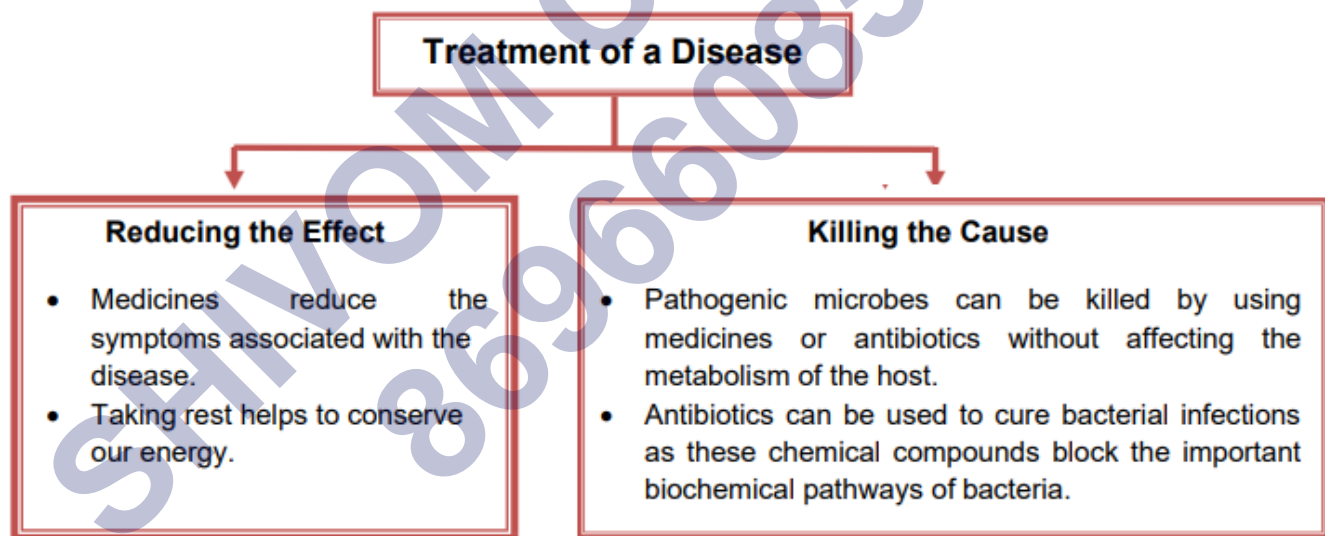 Treatment of a Disease
Reducing the Effect
• Medicines reduce the
symptoms associated with the
disease.
• Taking rest helps to conserve
our energy.
Killing the Cause
• Pathogenic microbes can be killed by using
medicines or antibiotics without affecting the
metabolism of the host.
• Antibiotics can be used to cure bacterial infections
as these chemical compounds block the important
biochemical pathways of bacteria.
SHIVOM